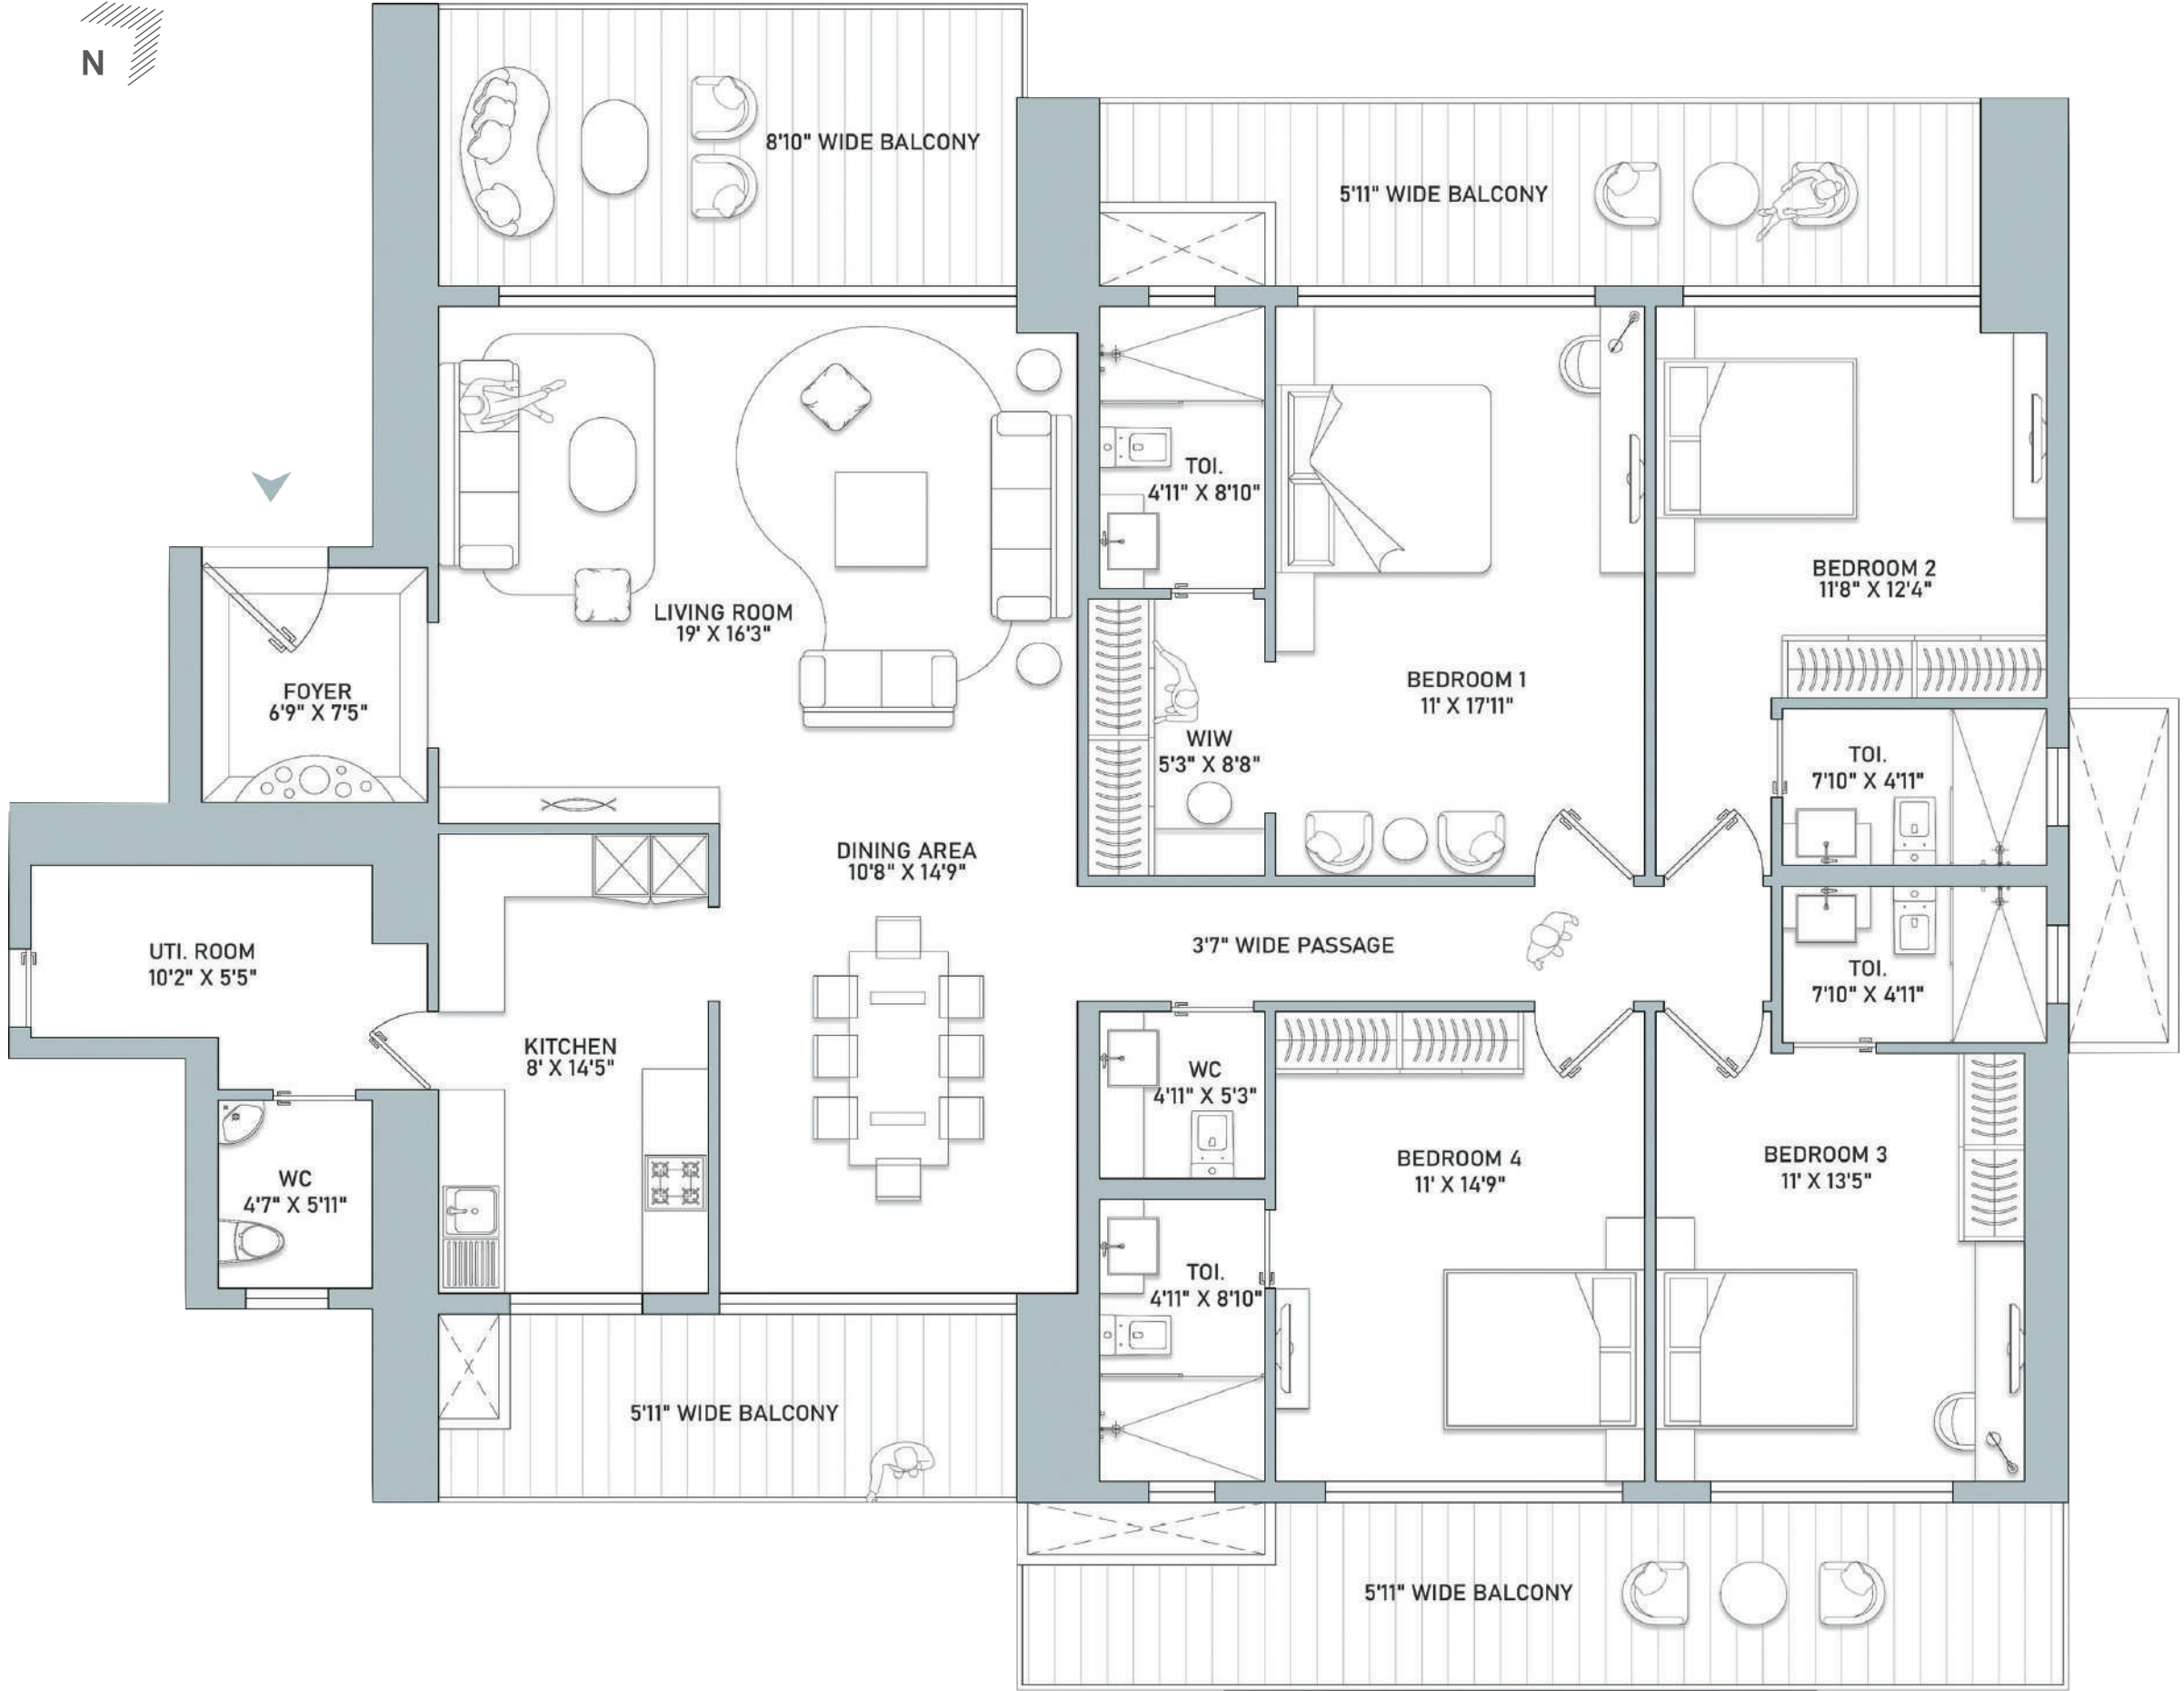 N
8'10" WIDE BALCONY
5'11" WIDE BALCONY
TOI.
4'11" X 8'10"
BEDROOM 2
11'8" X 12'4"
LIVING ROOM
19' X 16'3"
FOYER
6'9" X 7'5"
BEDROOM 1
11' X 17'11"
WIW
5'3" X 8'8"
TOI.
7'10" X 4'11"
DINING AREA
10'8" X 14'9"
3'7" WIDE PASSAGE
UTI. ROOM
10'2" X 5'5"
TOI.
7'10" X 4'11"
KITCHEN
8' X 14'5"
WC
4'11" X 5'3"
BEDROOM 4
11' X 14'9"
BEDROOM 3
11' X 13'5"
WC
4'7" X 5'11"
TOI.
4'11" X 8'10"
5'11" WIDE BALCONY
5'11" WIDE BALCONY